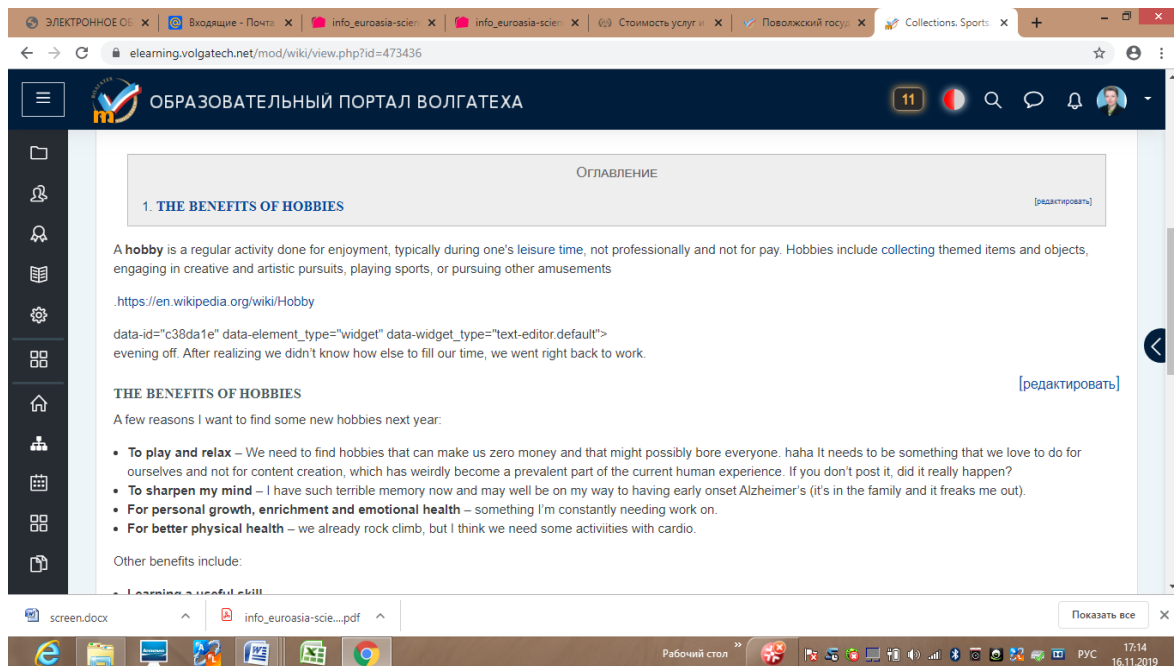 ЭЛЕКТРОННОЕ ОБ
Входящие - Почта
info_euroasia-scien
info_euroasia-scien
Стоимость услуг и
Поволжский госуд
Collections. Sports.
elearning.volgatech.net/mod/wiki/view.php?id=473436
ОБРАЗОВАТЕЛЬНЫЙ ПОРТАЛ ВОЛГАТЕХА
11
ОГЛАВЛЕНИЕ
1. THE BENEFITS OF HOBBIES
[редактировать]
A hobby is a regular activity done for enjoyment, typically during one's leisure time, not professionally and not for pay. Hobbies include collecting themed items and objects,
engaging in creative and artistic pursuits, playing sports, or pursuing other amusements
.https://en.wikipedia.org/wiki/Hobby
data-id="c38da1e" data-element_type="widget" data-widget_type="text-editor.default">
evening off. After realizing we didn't know how else to fill our time, we went right back to work.
[редактировать]
THE BENEFITS OF HOBBIES
A few reasons I want to find some new hobbies next year:
• To play and relax – We need to find hobbies that can make us zero money and that might possibly bore everyone. haha It needs to be something that we love to do for
ourselves and not for content creation, which has weirdly become a prevalent part of the current human experience. If you don't post it, did it really happen?
• To sharpen my mind – I have such terrible memory now and may well be on my way to having early onset Alzheimer's (it's in the family and it freaks me out).
• For personal growth, enrichment and emotional health – something I'm constantly needing work on.
• For better physical health – we already rock climb, but I think we need some activiities with cardio.
Other benefits include:
• Learning a useful skill
screen.docx
info_euroasia-scie....pdf
Показать все
Рабочий стол
РУС
17:14
16.11.2019